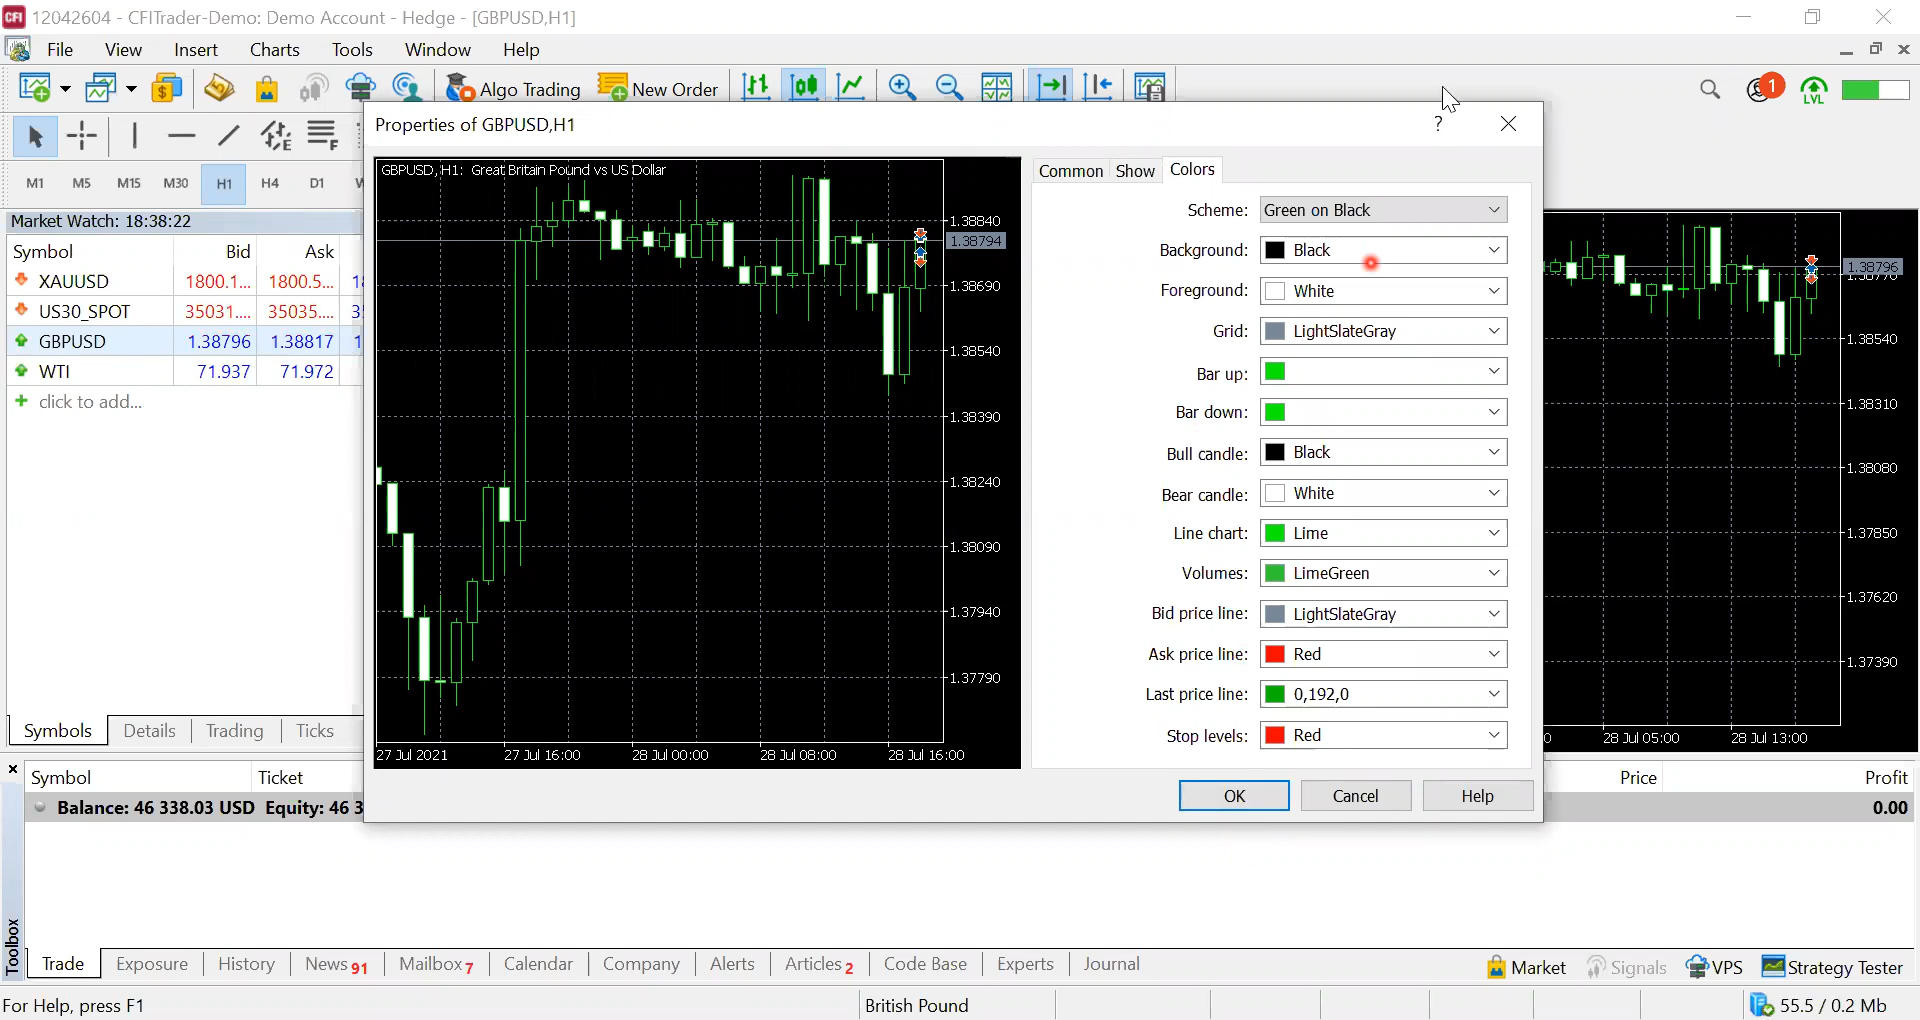 CFI 12042604 - CFITrader-Demo: Demo Account - Hedge - [GBPUSD,H1]
File View Insert Charts Tools Window Help
Algo Trading New Order 1 LVL
Properties of GBPUSD,H1 ?
M1 M5 M15 M30 H1 H4 D1
Market Watch: 18:38:22
Symbol Bid Ask
XAUUSD 1800.1... 1800.5...
US30_SPOT 35031.... 35035....
GBPUSD 1.38796 1.38817
WTI 71.937 71.972
+ click to add...
Symbols Details Trading Ticks
GBPUSD, H1: Great Britain Pound vs US Dollar
1.38840
1.38794
1.38690
1.38540
1.38390
1.38240
1.38090
1.37940
1.37790
27 Jul 2021 27 Jul 16:00 28 Jul 00:00 28 Jul 08:00 28 Jul 16:00
Common Show Colors
Scheme: Green on Black
Background: Black
Foreground: White
Grid: LightSlateGray
Bar up:
Bar down:
Bull candle: Black
Bear candle: White
Line chart: Lime
Volumes: LimeGreen
Bid price line: LightSlateGray
Ask price line: Red
Last price line: 0,192,0
Stop levels: Red
OK Cancel Help
1.38796
1.38540
1.38310
1.38080
1.37850
1.37620
1.37390
28 Jul 05:00 28 Jul 13:00
Symbol Ticket Price Profit
Balance: 46 338.03 USD Equity: 46 3 0.00
Toolbox
Trade Exposure History News 91 Mailbox 7 Calendar Company Alerts Articles 2 Code Base Experts Journal Market Signals VPS Strategy Tester
For Help, press F1 British Pound 55.5 / 0.2 Mb